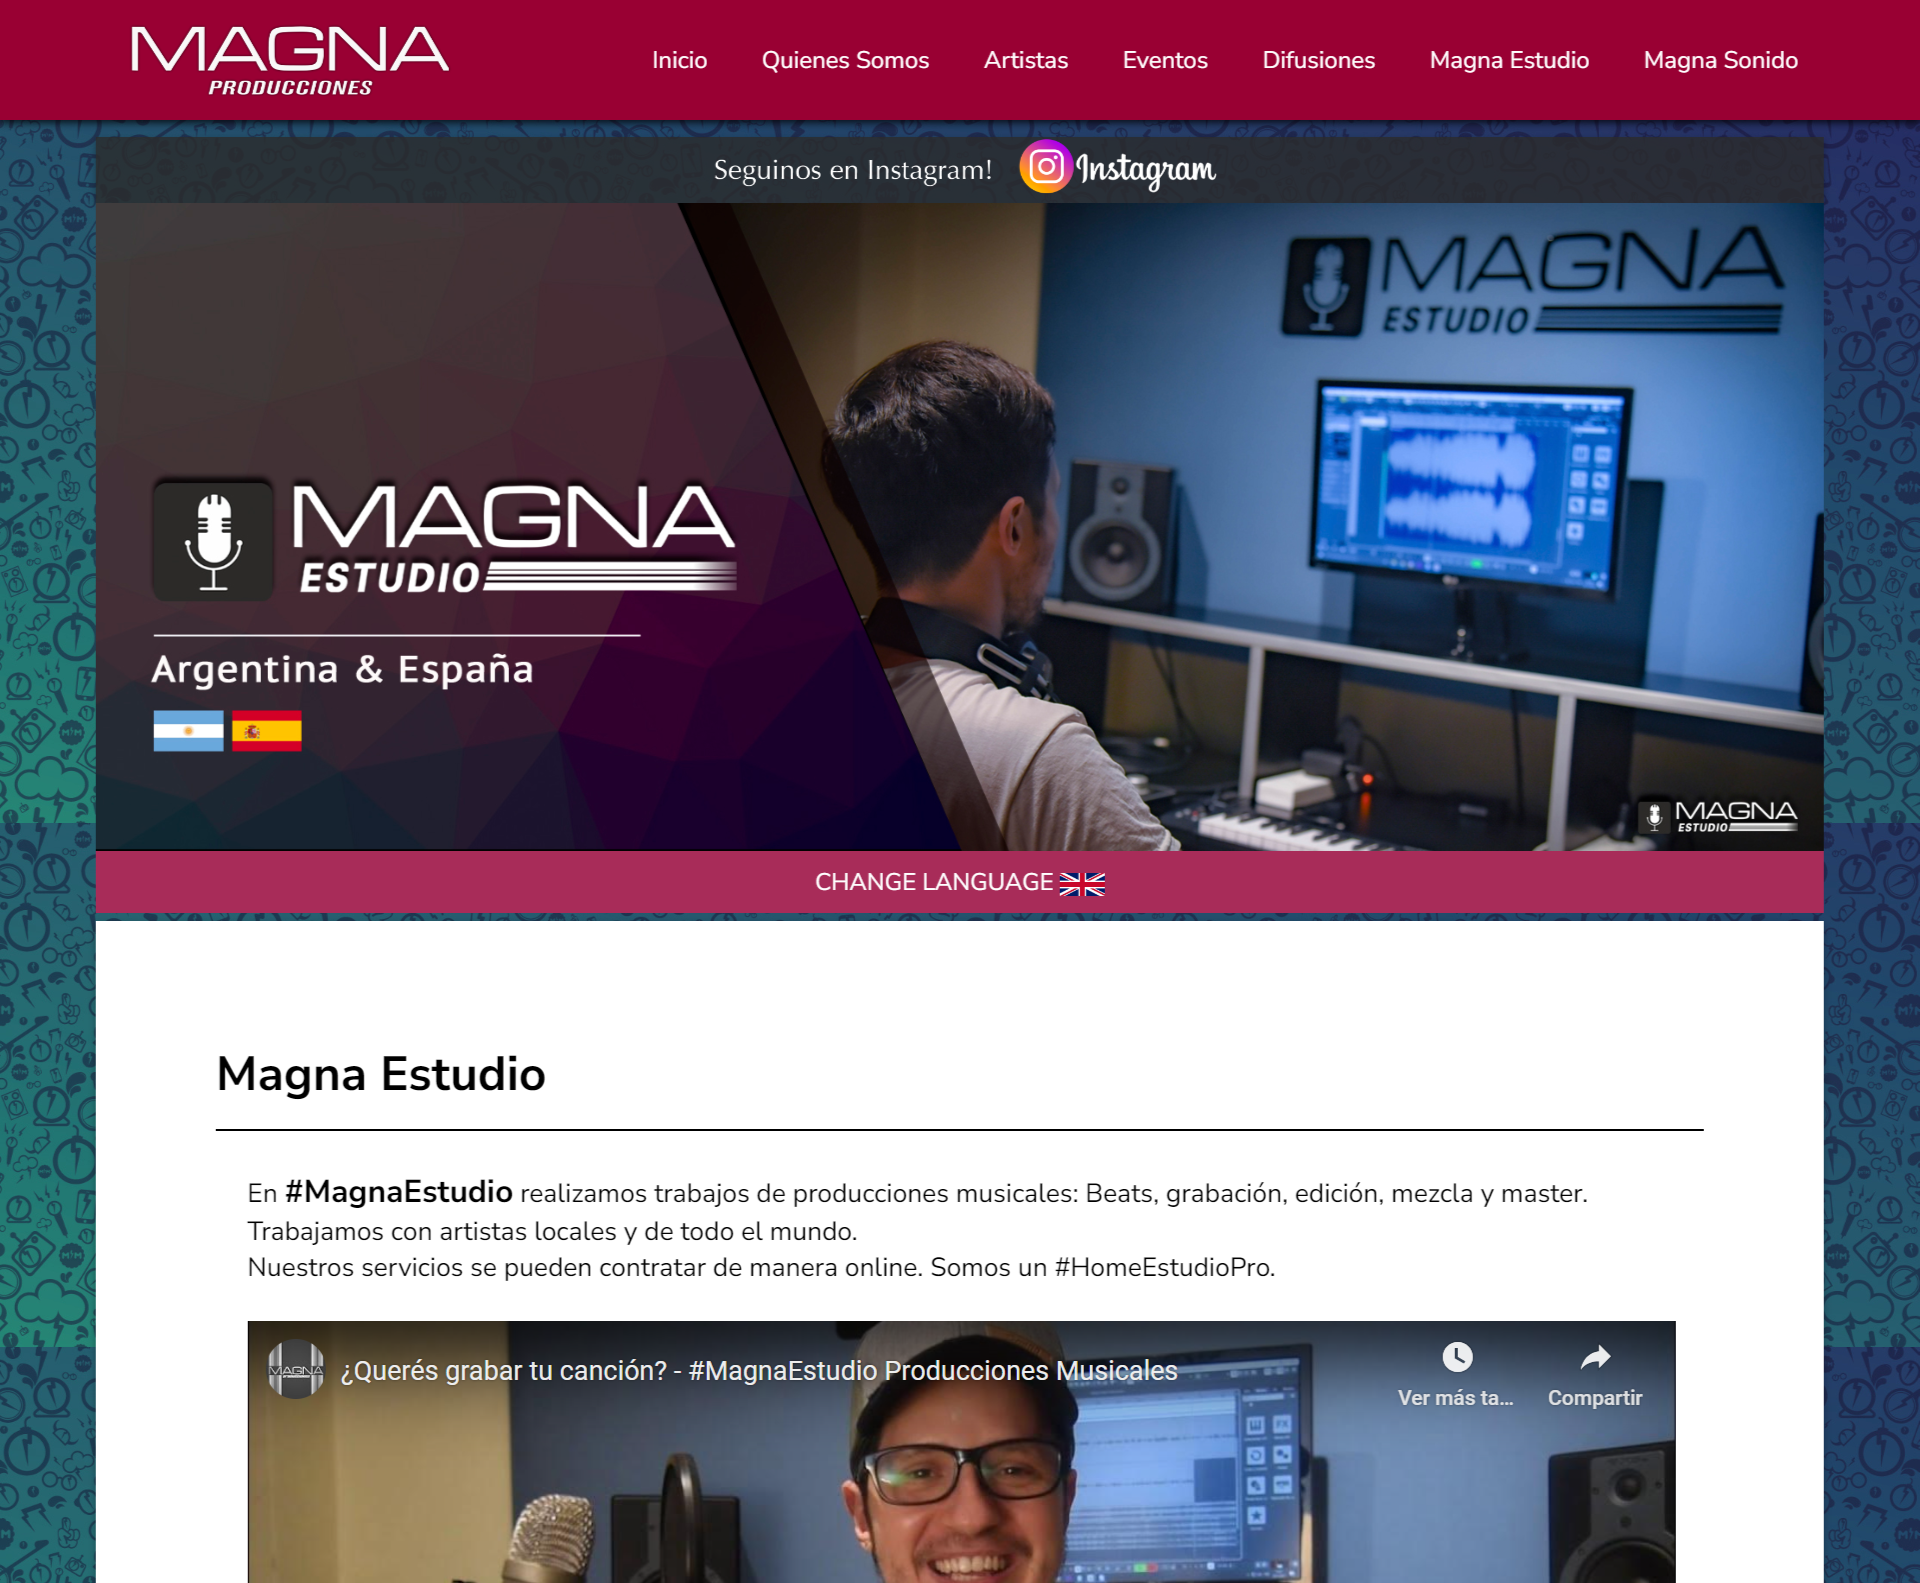 MAGNA
PRODUCCIONES
Inicio
Quienes Somos
Artistas
Eventos
Difusiones
Magna Estudio
Magna Sonido
Seguinos en Instagram!
Instagram
MAGNA
ESTUDIO
MAGNA
ESTUDIO
Argentina & España
MAGNA
ESTUDIO
CHANGE LANGUAGE
Magna Estudio
En #MagnaEstudio realizamos trabajos de producciones musicales: Beats, grabación, edición, mezcla y master.
Trabajamos con artistas locales y de todo el mundo.
Nuestros servicios se pueden contratar de manera online. Somos un #HomeEstudioPro.
MAGNA
¿Querés grabar tu canción? - #MagnaEstudio Producciones Musicales
Ver más ta...
Compartir